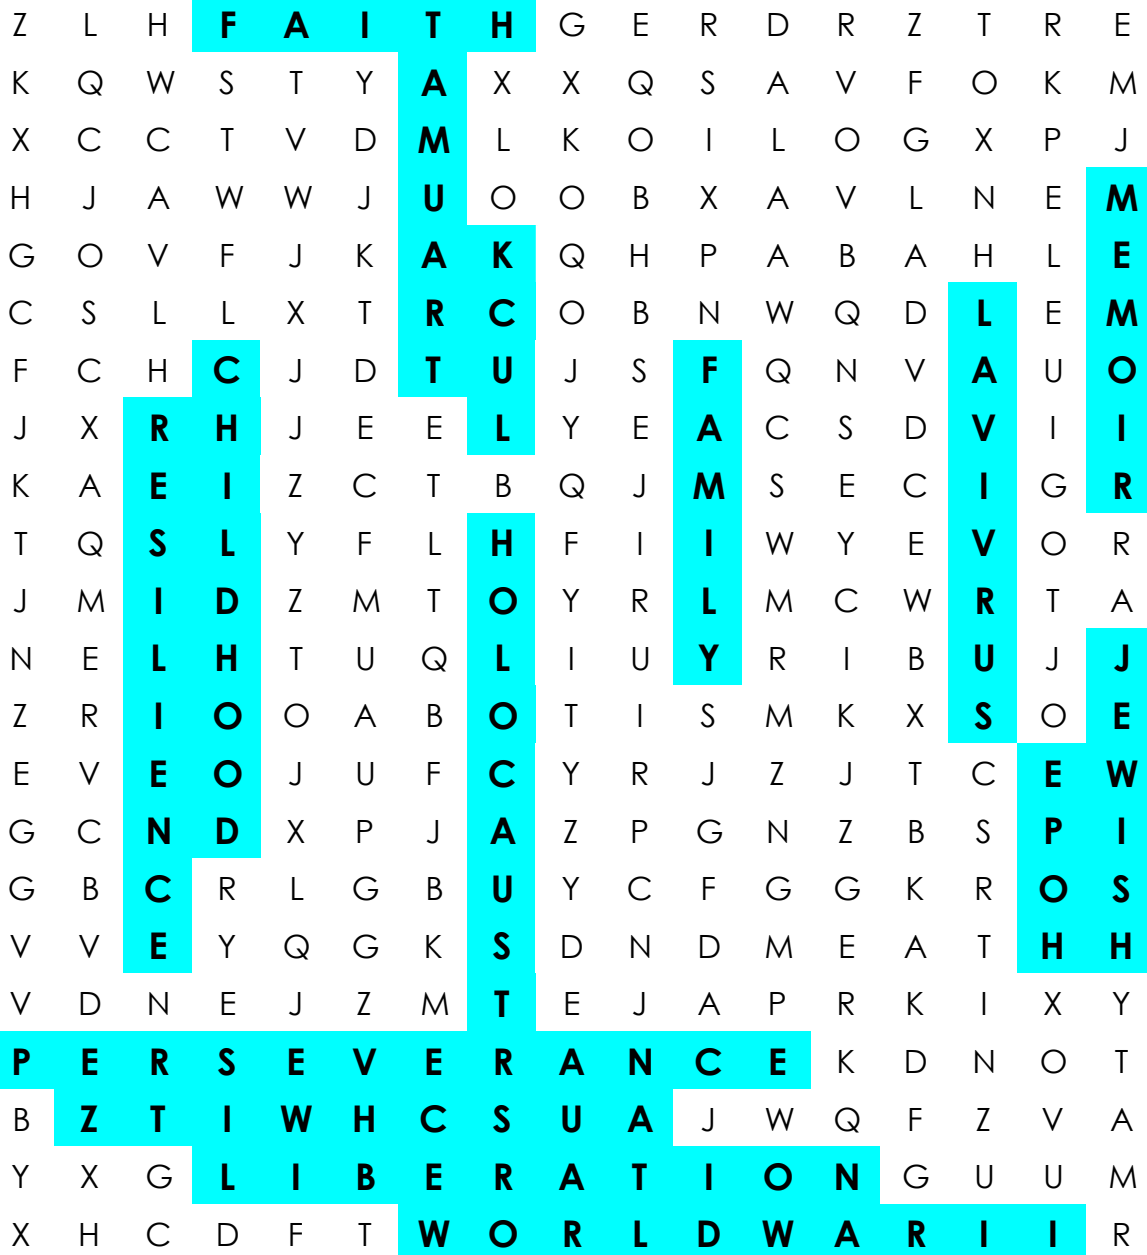 Z L H F A I T H G E R D R Z T R E
K Q W S T Y A X X Q S A V F O K M
X C C T V D M L K O I L O G X P J
H J A W W J U O O B X A V L N E M
G O V F J K A K Q H P A B A H L E
C S L L X T R C O B N W Q D L E M
F C H C J D T U J S F Q N V A U O
J X R H J E E L Y E A C S D V I I
K A E I Z C T B Q J M S E C I G R
T Q S L Y F L H F I I W Y E V O R
J M I D Z M T O Y R L M C W R T A
N E L H T U Q L I U Y R I B U J J
Z R I O O A B O T I S M K X S O E
E V E O J U F C Y R J Z J T C E W
G C N D X P J A Z P G N Z B S P I
G B C R L G B U Y C F G G K R O S
V V E Y Q G K S D N D M E A T H H
V D N E J Z M T E J A P R K I X Y
P E R S E V E R A N C E K D N O T
B Z T I W H C S U A J W Q F Z V A
Y X G L I B E R A T I O N G U U M
X H C D F T W O R L D W A R I I R